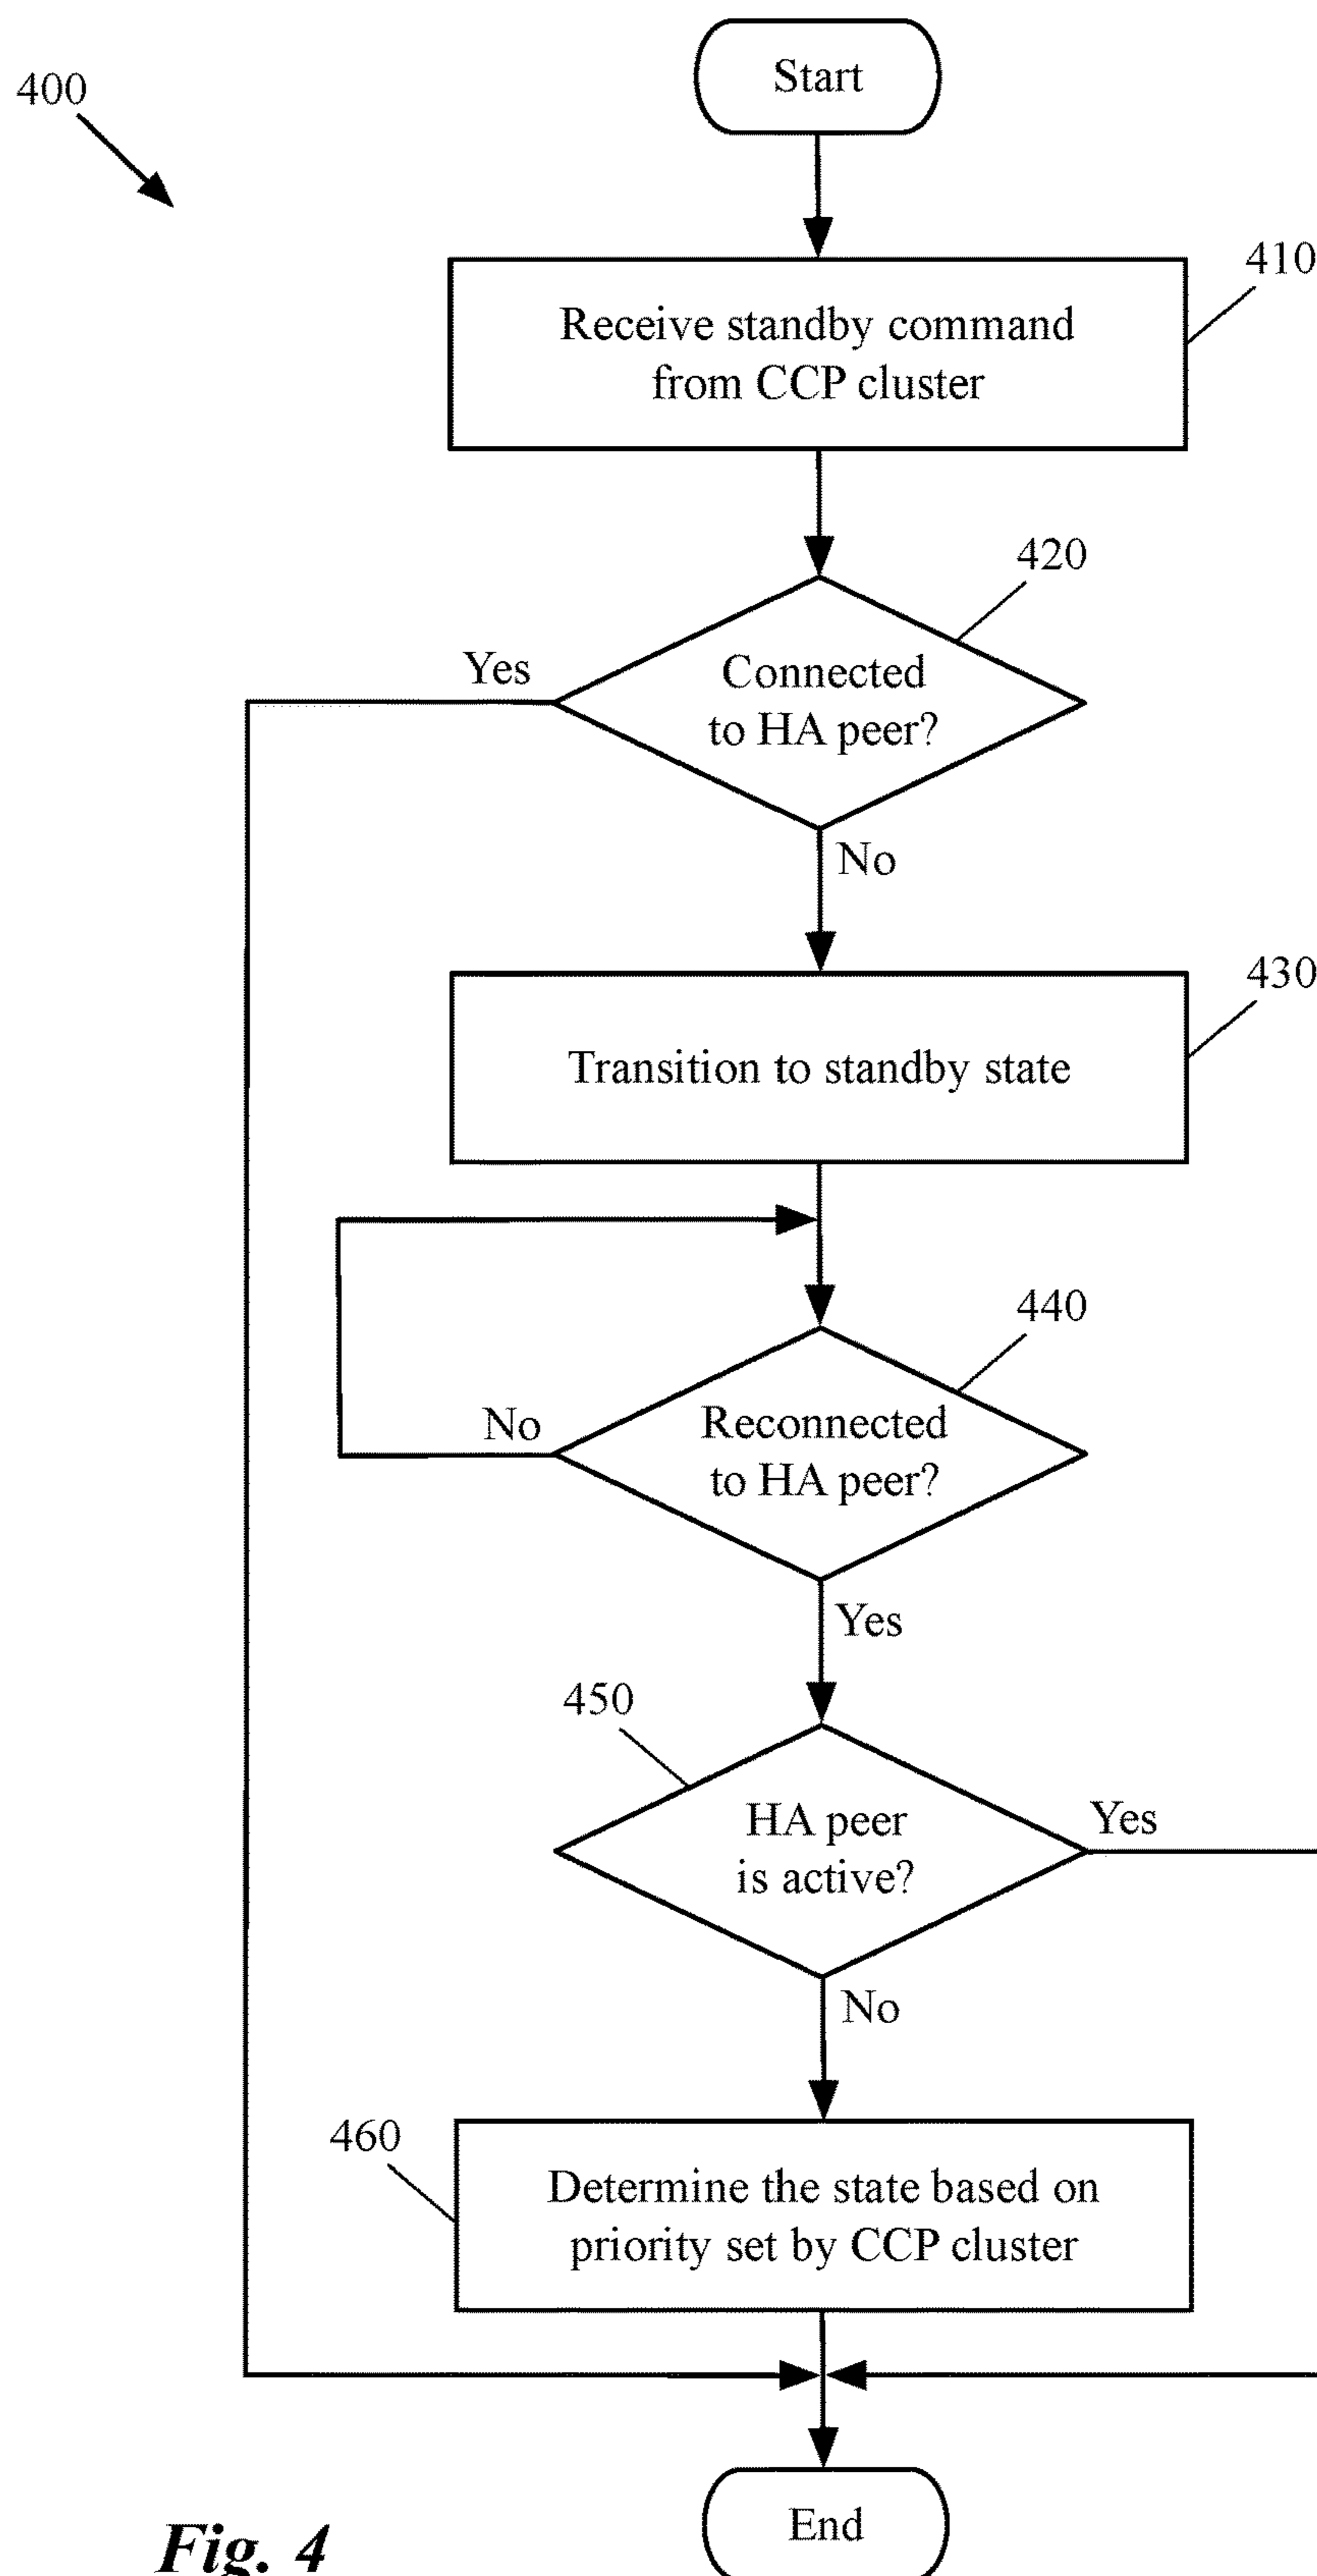 400
Start
410
Receive standby command
from CCP cluster
420
Yes
Connected
to HA peer?
No
430
Transition to standby state
440
No
Reconnected
to HA peer?
Yes
450
HA peer
is active?
Yes
No
460
Determine the state based on
priority set by CCP cluster
End
Fig. 4